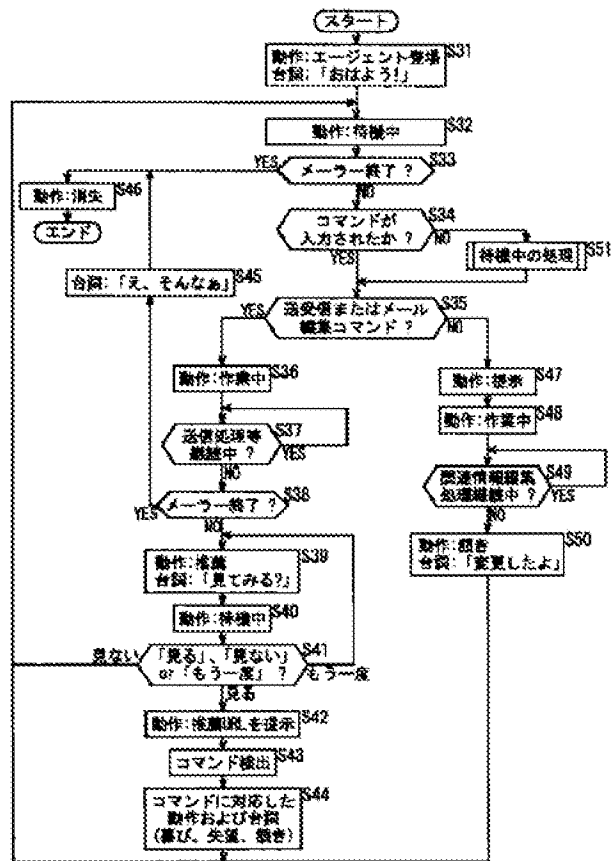 スタート
動作:エージェント登場
台詞:「おはよう!」
S31
動作:待機中
S32
メーラー終了 ?
S33
YES
NO
動作:消失
S46
エンド
コマンドが
入力されたか ?
S34
NO
YES
待機中の処理
S51
台詞:「え、そんなぁ」
S45
送受信またはメール
編集コマンド ?
S35
YES
NO
動作:作業中
S36
送信処理等
継続中 ?
S37
YES
NO
メーラー終了 ?
S38
YES
NO
動作:推薦
台詞:「見てみる?」
S39
動作:待機中
S40
「見る」、「見ない」
or「もう一度」 ?
S41
見ない
もう一度
見る
動作:推薦URLを提示
S42
コマンド検出
S43
コマンドに対応した
動作および台詞
(喜び、失望、頷き)
S44
動作:提示
S47
動作:作業中
S48
関連情報編集
処理継続中 ?
S49
YES
NO
動作:頷き
台詞:「変更したよ」
S50